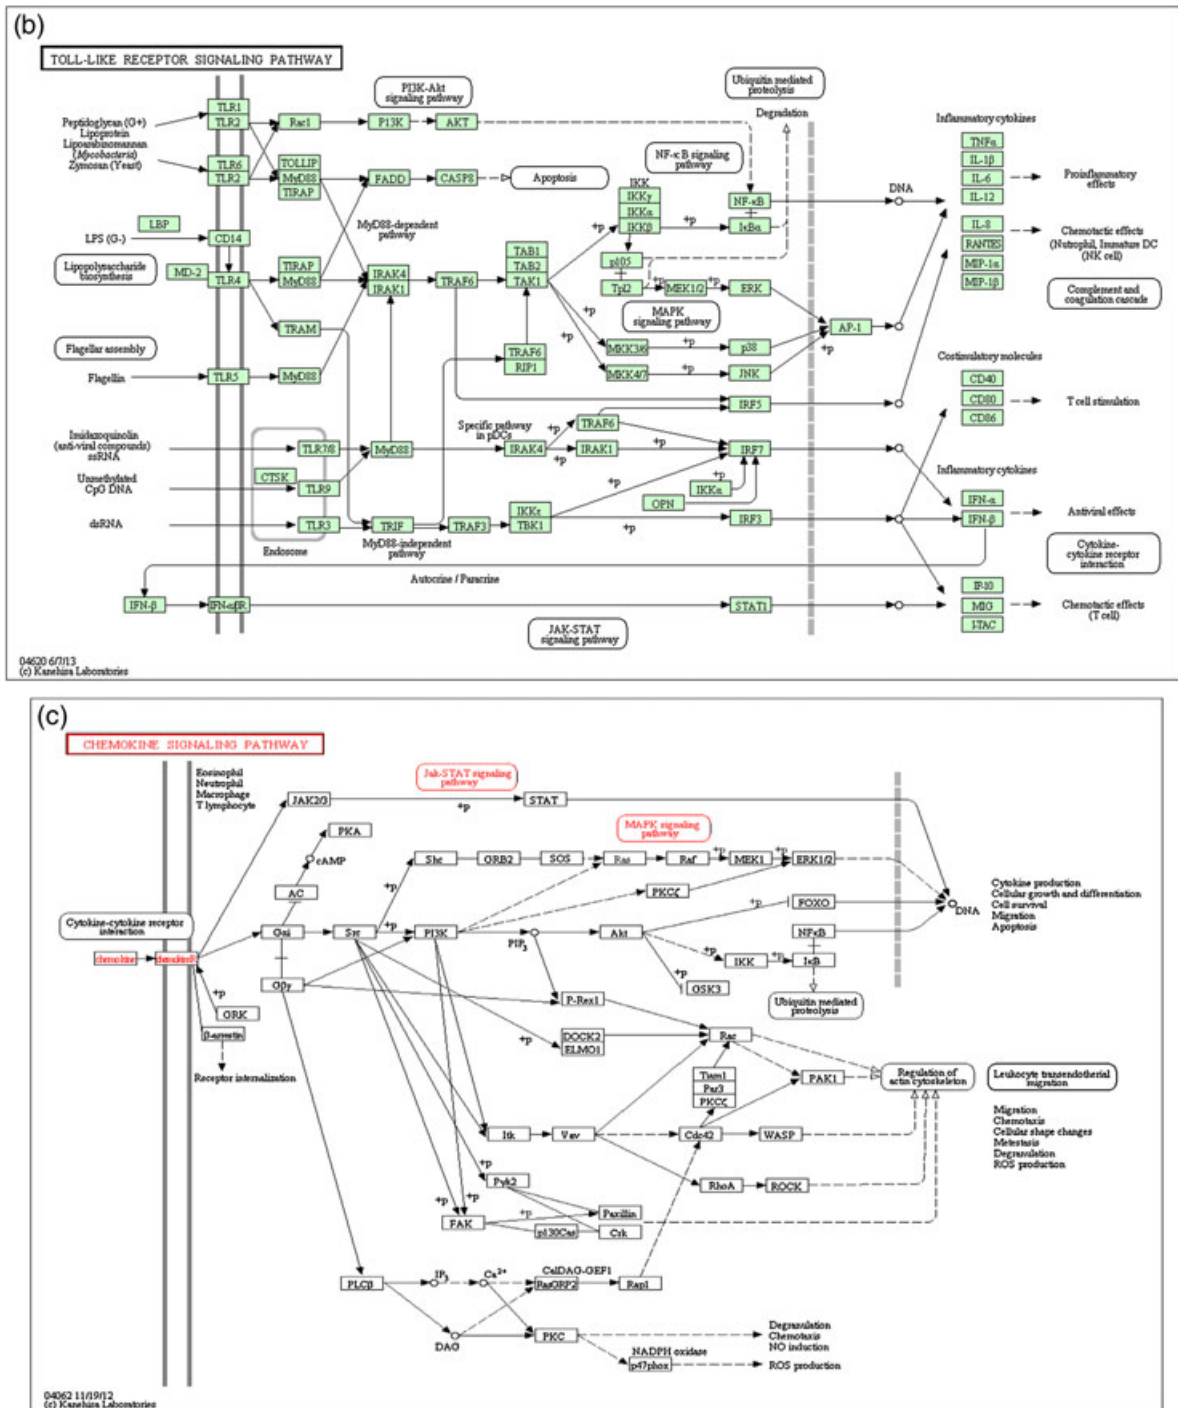 (b)
TOLL-LIKE RECEPTOR SIGNALING PATHWAY
PI3K-Akt
signaling pathway
Ubiquitin mediated
proteolysis
Degradation
Inflammatory cytokines
Peptidoglycan (G+)
Lipoprotein
Lipoarabinomannan
(Mycobacteria)
Zymosan (Yeast)
TLR1
TLR2
Rac1
P13K
AKT
TLR6
TLR2
TOLLIP
MyD88
TIRAP
FADD
CASP8
Apoptosis
NF-κB signaling
pathway
IKK
IKKγ
IKKα
IKKβ
+p
NF-κB
IκBα
DNA
TNFα
IL-1β
IL-6
IL-12
Proinflammatory
effects
IL-8
RANTES
MIP-1α
MIP-1β
Chemotactic effects
(Nutrophil, Immature DC
(NK cell)
Complement and
coagulation cascade
LBP
LPS (G-)
CD14
MyD88-dependent
pathway
Lipopolysaccharide
biosynthesis
MD-2
TLR4
TIRAP
MyD88
IRAK4
IRAK1
TRAF6
TAB1
TAB2
TAK1
+p
+p
+p
p105
Tpl2
+p
MEK1/2
+p
ERK
MAPK
signaling pathway
AP-1
+p
TRAM
MKK3/6
+p
p38
MKK4/7
+p
JNK
Flagellar assembly
Flagellin
TLR5
MyD88
TRAF6
RIP1
IRF5
Costimulatory molecules
CD40
CD80
CD86
T cell stimulation
Imidazoquinolin
(anti-viral compounds)
ssRNA
TLR7/8
MyD88
Specific pathway
in pDCs
IRAK4
+p
+p
TRAF6
IRAK1
+p
IRF7
Unmethylated
CpG DNA
CTSK
TLR9
IKKα
+p
OPN
Inflammatory cytokines
IFN-α
IFN-β
Antiviral effects
dsRNA
TLR3
TRIF
TRAF3
IKKε
TBK1
+p
+p
IRF3
Endosome
MyD88-independent
pathway
Cytokine-
cytokine receptor
interaction
Autocrine / Paracrine
IFN-β
IFN-αβR
STAT1
IP-10
MIG
I-TAC
Chemotactic effects
(T cell)
JAK-STAT
signaling pathway
04620 6/7/13
(c) Kanehisa Laboratories
(c)
CHEMOKINE SIGNALING PATHWAY
Eosinophil
Neutrophil
Macrophage
T lymphocyte
Jak-STAT signaling
pathway
JAK2/3
+p
STAT
MAPK signaling
pathway
PKA
cAMP
AC
Shc
GRB2
SOS
Ras
Raf
+p
MEK1
+p
ERK1/2
+p
PKCζ
Cytokine production
Cellular growth and differentiation
Cell survival
Migration
Apoptosis
DNA
Cytokine-cytokine receptor
interaction
chemokine
chemokineR
Gαi
Src
+p
PI3K
PIP3
Akt
+p
FOXO
NFκB
+p
IKK
+p
IκB
+p
GSK3
Gβγ
P-Rex1
Ubiquitin mediated
proteolysis
+p
GRK
β-arrestin
Receptor internalization
+p
DOCK2
ELMO1
Rac
Tiam1
Par3
PKCζ
PAK1
Regulation of
actin cytoskeleton
Leukocyte transendotherial
migration
Itk
Vav
Cdc42
WASP
Migration
Chemotaxis
Cellular shape changes
Metastasis
Degranulation
ROS production
+p
Pyk2
RhoA
ROCK
+p
+p
FAK
+p
Paxillin
p130Cas
Crk
PLCβ
IP3
Ca2+
CalDAG-GEF1
RasGRP2
Rap1
DAG
PKC
Degranulation
Chemotaxis
NO induction
NADPH oxidase
p47phox
ROS production
04062 11/19/12
(c) Kanehisa Laboratories